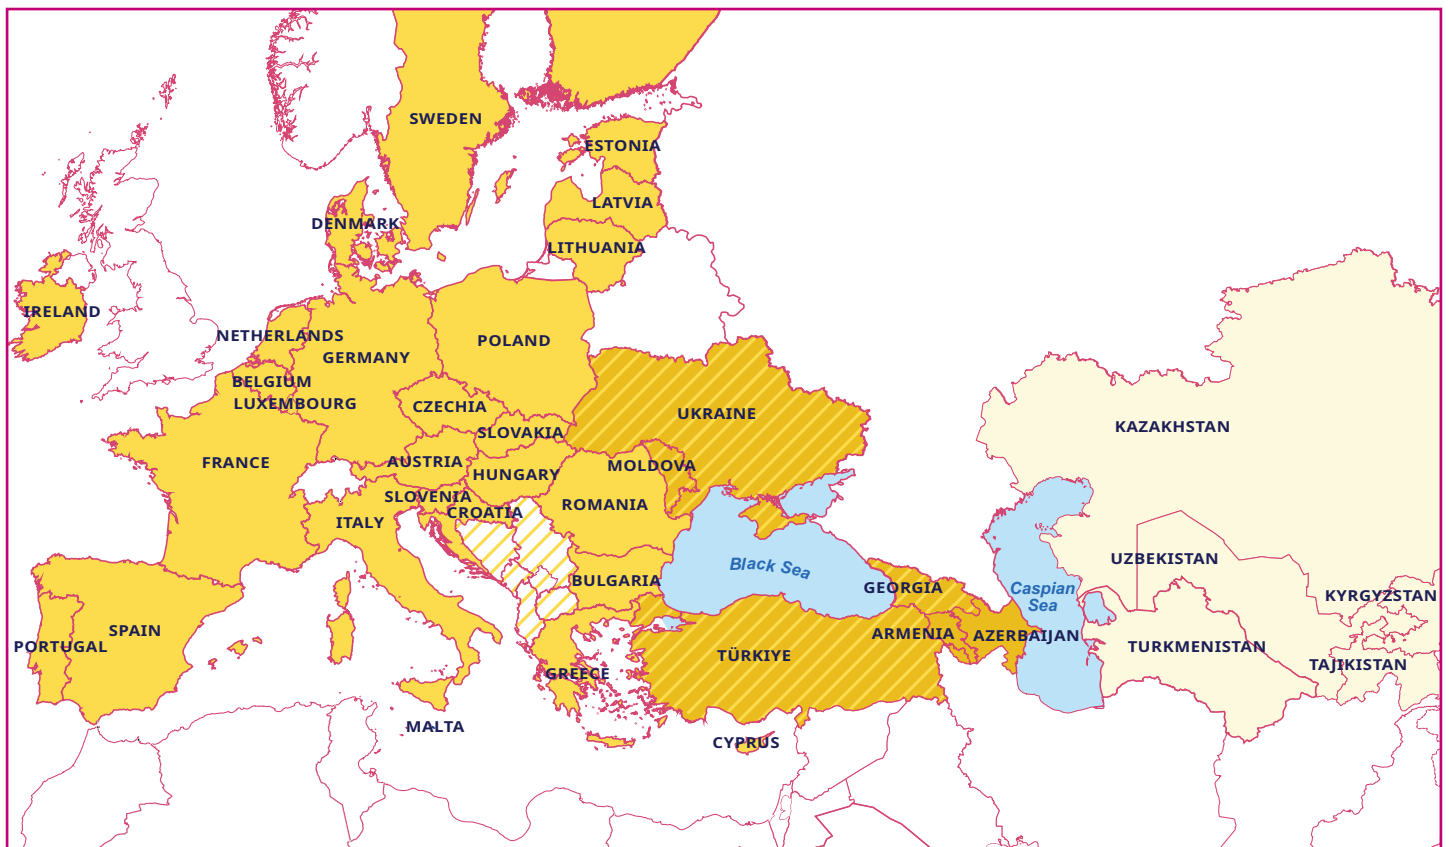 SWEDEN
ESTONIA
LATVIA
DENMARK
LITHUANIA
IRELAND
NETHERLANDS
POLAND
GERMANY
BELGIUM
LUXEMBOURG
CZECHIA
UKRAINE
KAZAKHSTAN
SLOVAKIA
FRANCE
AUSTRIA
MOLDOVA
HUNGARY
SLOVENIA
ROMANIA
CROATIA
ITALY
UZBEKISTAN
Black Sea
BULGARIA
GEORGIA
Caspian
Sea
KYRGYZSTAN
SPAIN
ARMENIA
AZERBAIJAN
PORTUGAL
TURKMENISTAN
TÜRKIYE
TAJIKISTAN
GREECE
MALTA
CYPRUS